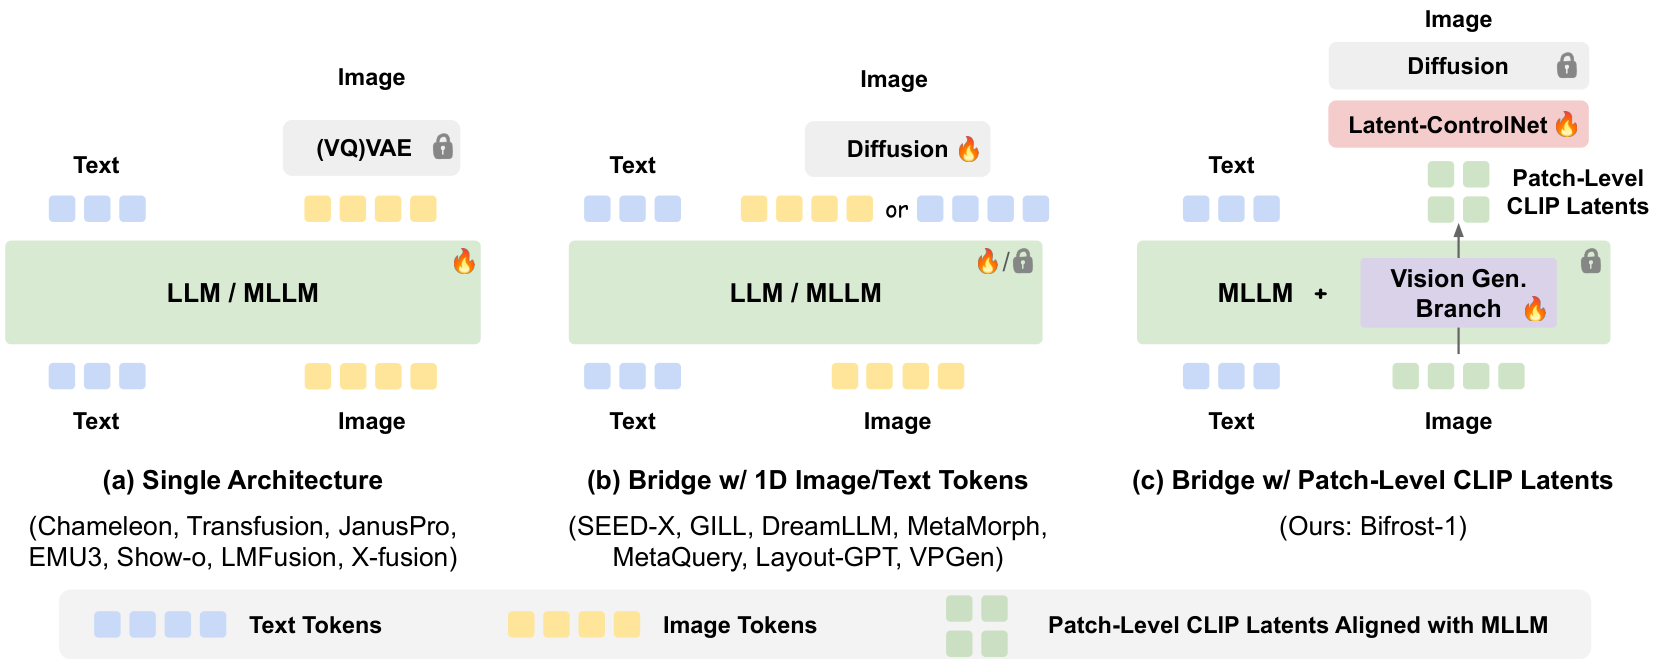 Image
(VQ)VAE
Text
LLM / MLLM
Text
Image
(a) Single Architecture
(Chameleon, Transfusion, JanusPro,
EMU3, Show-o, LMFusion, X-fusion)
Image
Diffusion
Text
or
/
LLM / MLLM
Text
Image
(b) Bridge w/ 1D Image/Text Tokens
(SEED-X, GILL, DreamLLM, MetaMorph,
MetaQuery, Layout-GPT, VPGen)
Image
Diffusion
Latent-ControlNet
Text
Patch-Level
CLIP Latents
MLLM +
Vision Gen.
Branch
Text
Image
(c) Bridge w/ Patch-Level CLIP Latents
(Ours: Bifrost-1)
Text Tokens
Image Tokens
Patch-Level CLIP Latents Aligned with MLLM